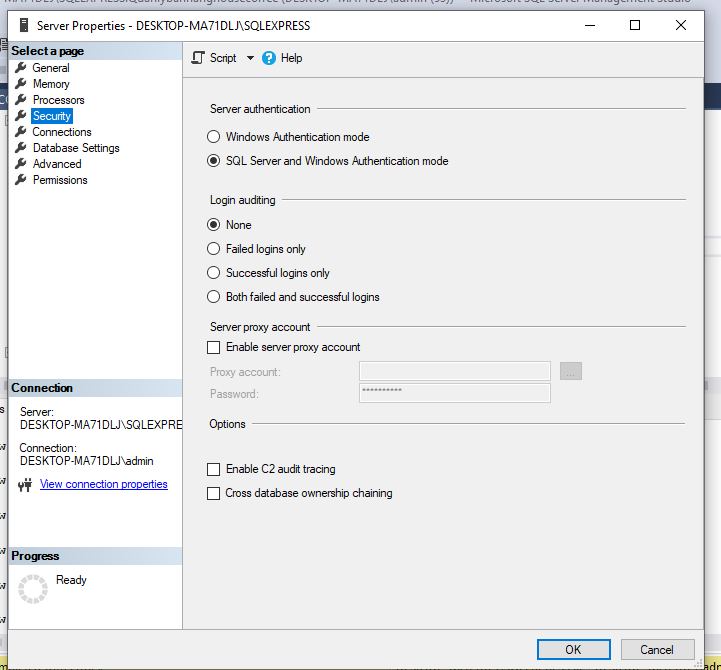 Server Properties - DESKTOP-MA71DLJ\SQLEXPRESS
Select a page
General
Memory
Processors
Security
Connections
Database Settings
Advanced
Permissions
Script
Help
Server authentication
Windows Authentication mode
SQL Server and Windows Authentication mode
Login auditing
None
Failed logins only
Successful logins only
Both failed and successful logins
Server proxy account
Enable server proxy account
Proxy account:
...
Password:
**********
Options
Enable C2 audit tracing
Cross database ownership chaining
Connection
Server:
DESKTOP-MA71DLJ\SQLEXPRE
Connection:
DESKTOP-MA71DLJ\admin
View connection properties
Progress
Ready
OK
Cancel